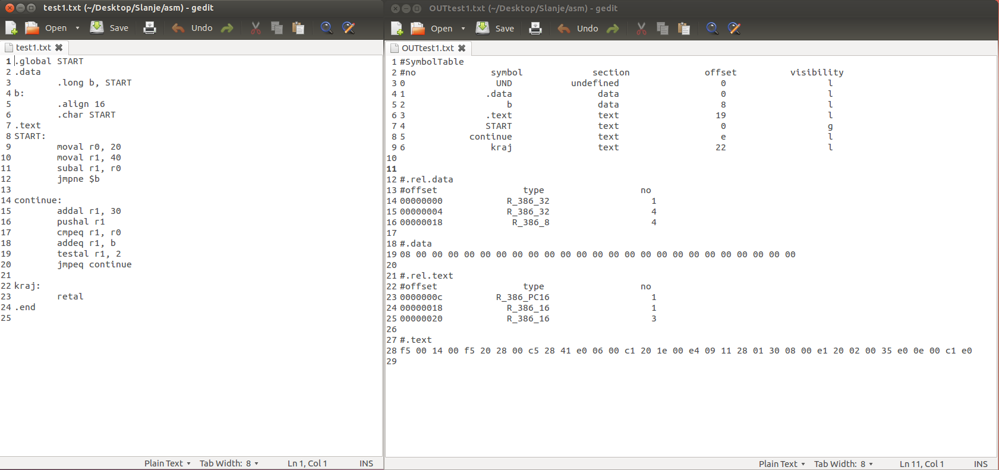 test1.txt (~/Desktop/Slanje/asm) - gedit
Open Save Undo
test1.txt
1 .global START
2 .data
3 .long b, START
4 b:
5 .align 16
6 .char START
7 .text
8 START:
9 moval r0, 20
10 moval r1, 40
11 subal r1, r0
12 jmpne $b
13
14 continue:
15 addal r1, 30
16 pushal r1
17 cmpeq r1, r0
18 addeq r1, b
19 testal r1, 2
20 jmpeq continue
21
22 kraj:
23 retal
24 .end
25
Plain Text Tab Width: 8 Ln 1, Col 1 INS
OUTtest1.txt (~/Desktop/Slanje/asm) - gedit
Open Save Undo
OUTtest1.txt
1 #SymbolTable
2 #no symbol section offset visibility
3 0 UND undefined 0 l
4 1 .data data 0 l
5 2 b data 8 l
6 3 .text text 19 l
7 4 START text 0 g
8 5 continue text e l
9 6 kraj text 22 l
10
11
12 #.rel.data
13 #offset type no
14 00000000 R_386_32 1
15 00000004 R_386_32 4
16 00000018 R_386_8 4
17
18 #.data
19 08 00 00 00 00 00 00 00 00 00 00 00 00 00 00 00 00 00 00 00 00 00 00 00 00
20
21 #.rel.text
22 #offset type no
23 0000000c R_386_PC16 1
24 00000018 R_386_16 1
25 00000020 R_386_16 3
26
27 #.text
28 f5 00 14 00 f5 20 28 00 c5 28 41 e0 06 00 c1 20 1e 00 e4 09 11 28 01 30 08 00 e1 20 02 00 35 e0 0e 00 c1 e0
29
Plain Text Tab Width: 8 Ln 11, Col 1 INS